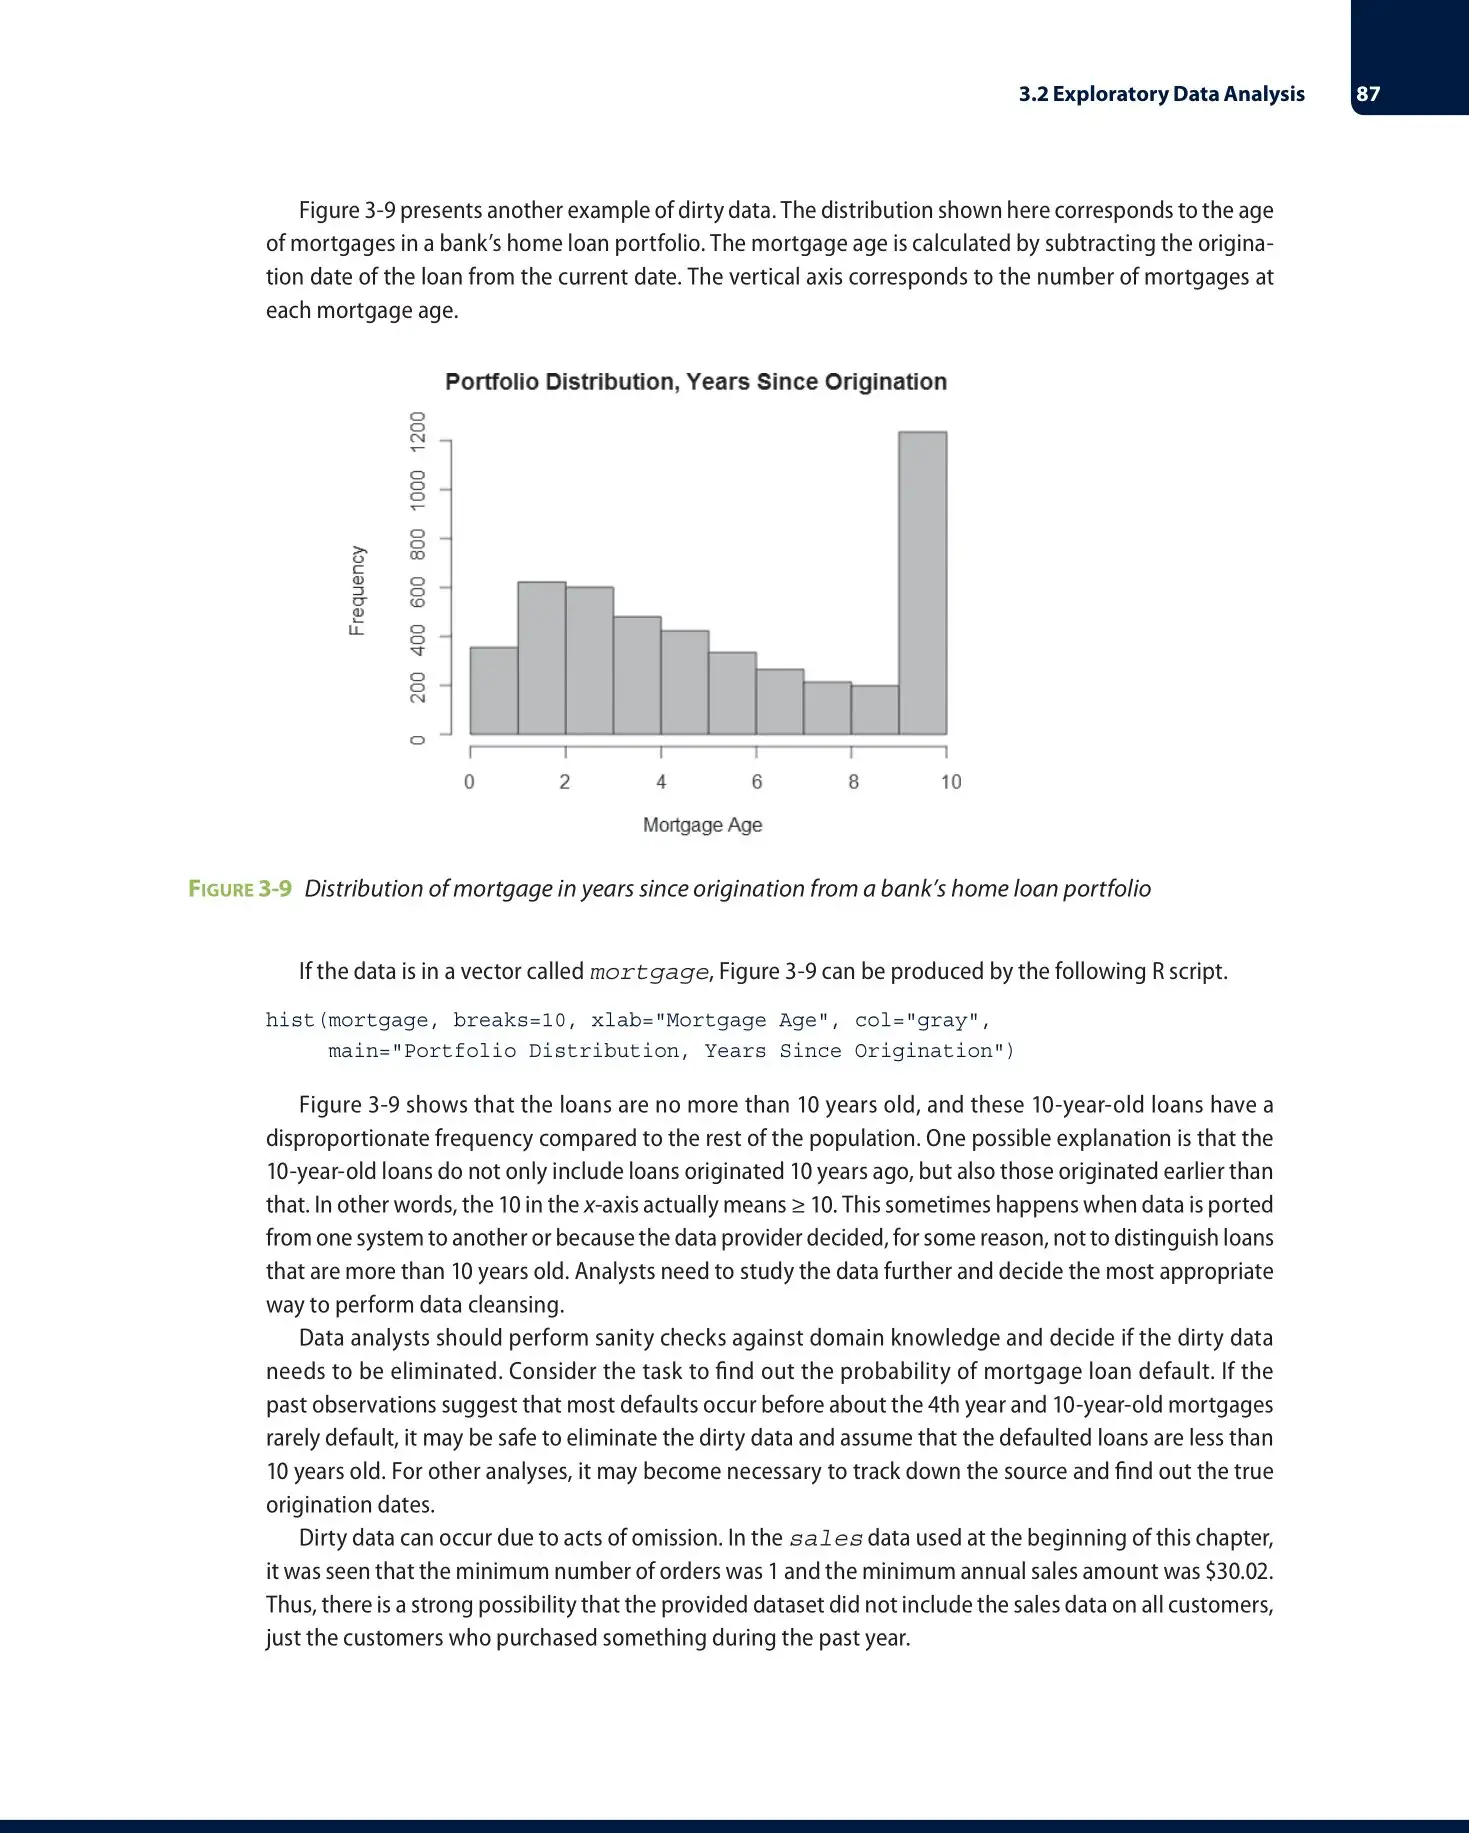 3.2 Exploratory Data Analysis 87
Figure 3-9 presents another example of dirty data. The distribution shown here corresponds to the age
of mortgages in a bank’s home loan portfolio. The mortgage age is calculated by subtracting the origina-
tion date of the loan from the current date. The vertical axis corresponds to the number of mortgages at
each mortgage age.
Portfolio Distribution, Years Since Origination
Frequency
1200
1000
800
600
400
200
0
0 2 4 6 8 10
Mortgage Age
FIGURE 3-9 Distribution of mortgage in years since origination from a bank’s home loan portfolio
If the data is in a vector called mortgage, Figure 3-9 can be produced by the following R script.
hist(mortgage, breaks=10, xlab="Mortgage Age", col="gray",
main="Portfolio Distribution, Years Since Origination")
Figure 3-9 shows that the loans are no more than 10 years old, and these 10-year-old loans have a
disproportionate frequency compared to the rest of the population. One possible explanation is that the
10-year-old loans do not only include loans originated 10 years ago, but also those originated earlier than
that. In other words, the 10 in the x-axis actually means ≥ 10. This sometimes happens when data is ported
from one system to another or because the data provider decided, for some reason, not to distinguish loans
that are more than 10 years old. Analysts need to study the data further and decide the most appropriate
way to perform data cleansing.
Data analysts should perform sanity checks against domain knowledge and decide if the dirty data
needs to be eliminated. Consider the task to find out the probability of mortgage loan default. If the
past observations suggest that most defaults occur before about the 4th year and 10-year-old mortgages
rarely default, it may be safe to eliminate the dirty data and assume that the defaulted loans are less than
10 years old. For other analyses, it may become necessary to track down the source and find out the true
origination dates.
Dirty data can occur due to acts of omission. In the sales data used at the beginning of this chapter,
it was seen that the minimum number of orders was 1 and the minimum annual sales amount was $30.02.
Thus, there is a strong possibility that the provided dataset did not include the sales data on all customers,
just the customers who purchased something during the past year.